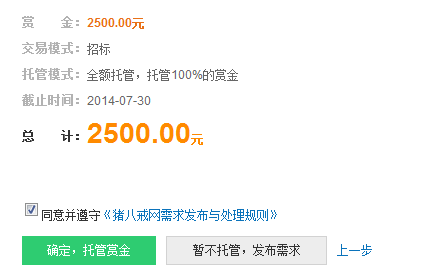 赏　　金：2500.00元
交易模式：招标
托管模式：全额托管，托管100%的赏金
截止时间：2014-07-30
总　　计：2500.00元
同意并遵守《猪八戒网需求发布与处理规则》
确定，托管赏金　暂不托管，发布需求　上一步